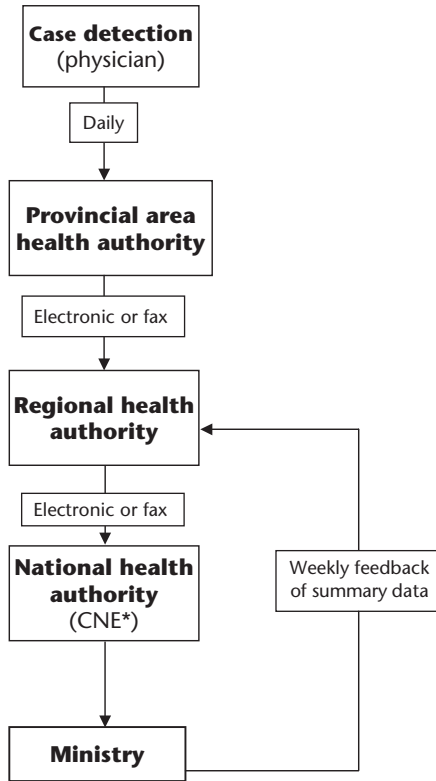 Case detection
(physician)
Daily
Provincial area
health authority
Electronic or fax
Regional health
authority
Electronic or fax
National health
authority
(CNE*)
Weekly feedback
of summary data
Ministry